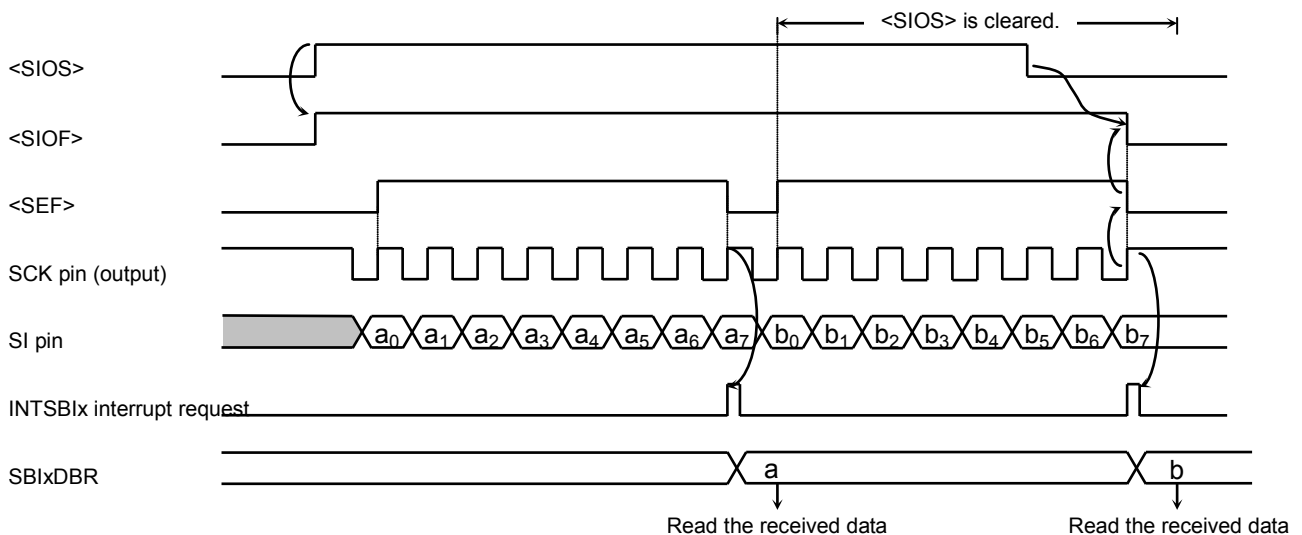 <SIOS> is cleared.
<SIOS>
<SIOF>
<SEF>
SCK pin (output)
SI pin
a₀ a₁ a₂ a₃ a₄ a₅ a₆ a₇ b₀ b₁ b₂ b₃ b₄ b₅ b₆ b₇
INTSBIx interrupt request
SBIxDBR
a b
Read the received data Read the received data